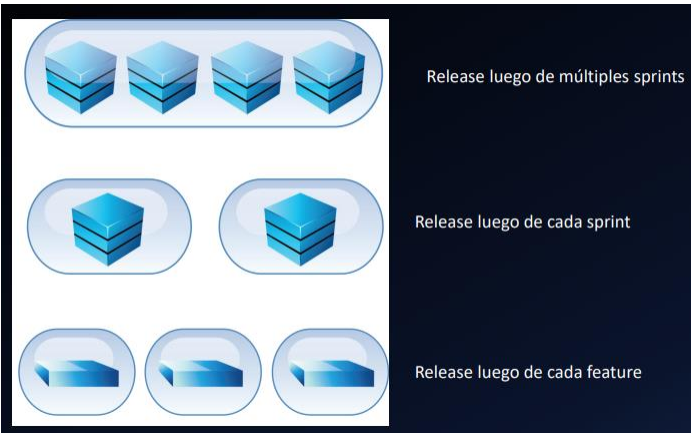 Release luego de múltiples sprints
Release luego de cada sprint
Release luego de cada feature